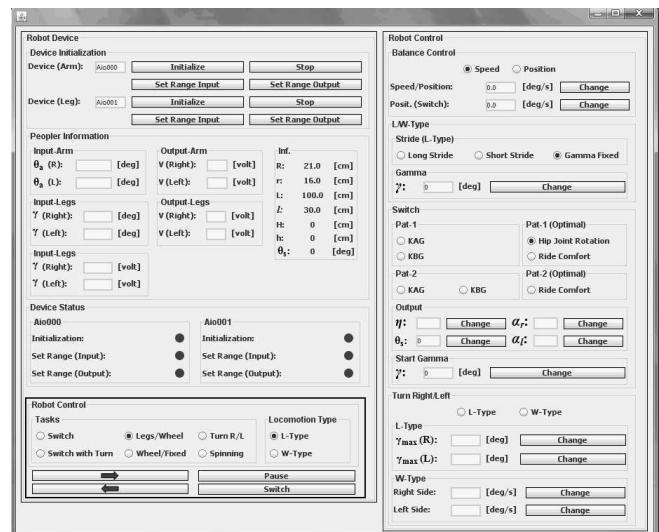 Robot Device
Device Initialization
Device (Arm): Aio000 Initialize Stop
Set Range Input Set Range Output
Device (Leg): Aio001 Initialize Stop
Set Range Input Set Range Output
Peopler Information
Input-Arm
θa (R): [deg]
θa (L): [deg]
Output-Arm
V (Right): [volt]
V (Left): [volt]
Inf.
R: 21.0 [cm]
r: 16.0 [cm]
L: 100.0 [cm]
l: 30.0 [cm]
H: 0 [cm]
h: 0 [cm]
θs: 0 [deg]
Input-Legs
γ (Right): [deg]
γ (Left): [deg]
Output-Legs
V (Right): [volt]
V (Left): [volt]
Input-Legs
γ (Right): [volt]
γ (Left): [volt]
Device Status
Aio000
Initialization:
Set Range (Input):
Set Range (Output):
Aio001
Initialization:
Set Range (Input):
Set Range (Output):
Robot Control
Tasks
Switch Legs/Wheel Turn R/L
Switch with Turn Wheel/Fixed Spinning
Locomotion Type
L-Type
W-Type
Pause
Switch
Robot Control
Balance Control
Speed Position
Speed/Position: 0.0 [deg/s] Change
Posit. (Switch): 0.0 [deg/s] Change
L/W-Type
Stride (L-Type)
Long Stride Short Stride Gamma Fixed
Gamma
γ: 0 [deg] Change
Switch
Pat-1
KAG
KBG
Pat-1 (Optimal)
Hip Joint Rotation
Ride Comfort
Pat-2
KAG KBG
Pat-2 (Optimal)
Ride Comfort
Output
η: Change αr: Change
θs: 0 Change αl: Change
Start Gamma
γ: 0 [deg] Change
Turn Right/Left
L-Type W-Type
L-Type
γmax (R): [deg] Change
γmax (L): [deg] Change
W-Type
Right Side: [deg/s] Change
Left Side: [deg/s] Change